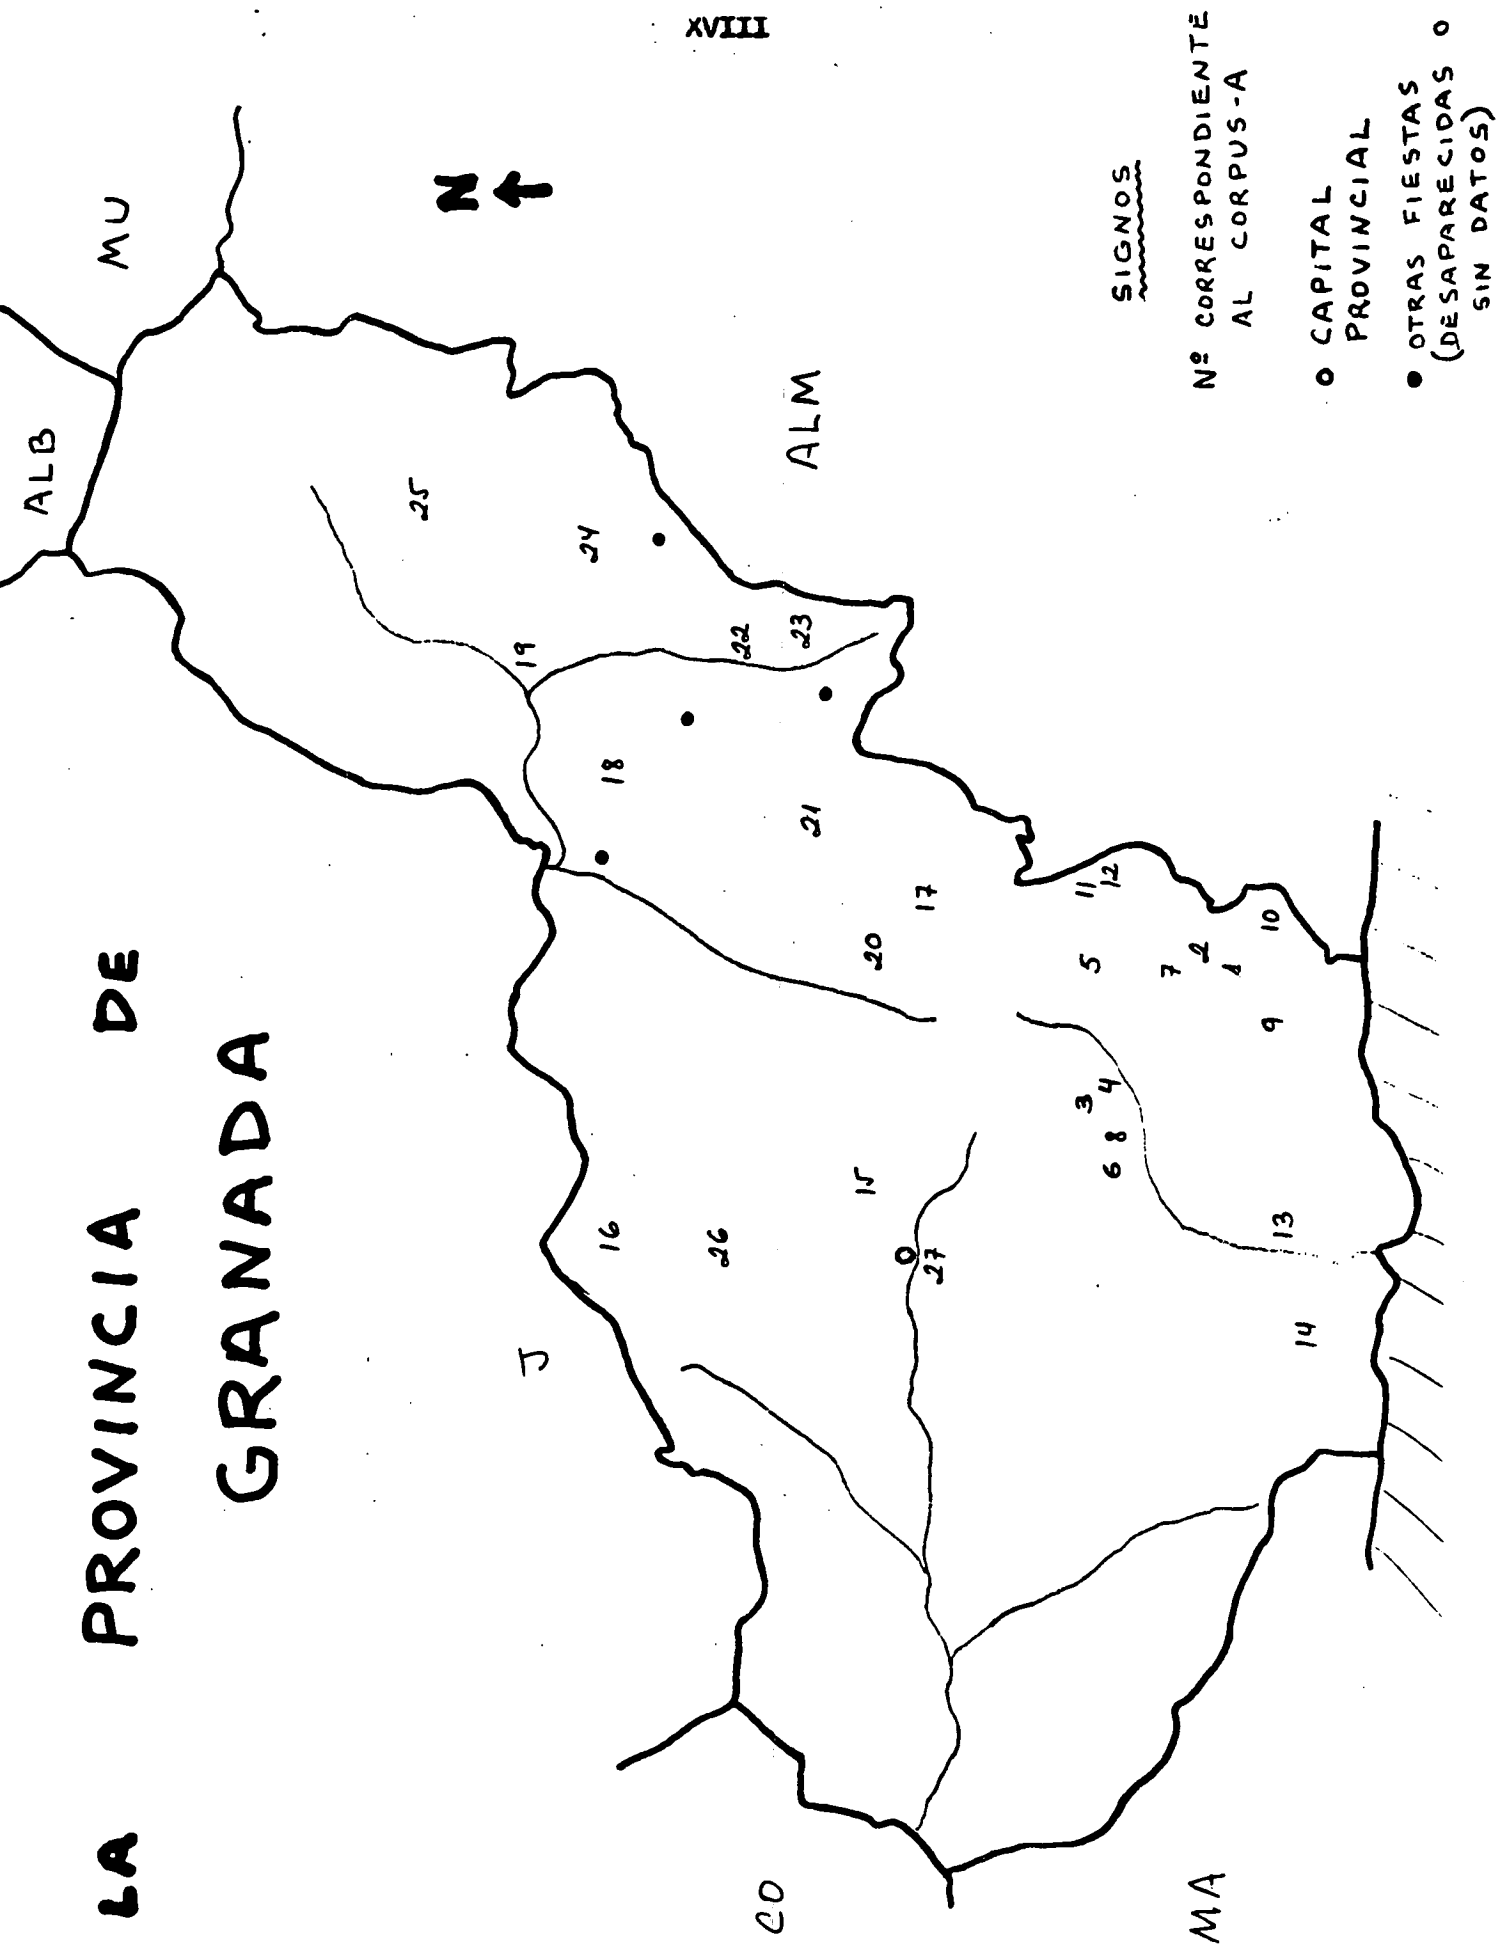 XVIII
LA PROVINCIA DE
GRANADA
ALB
MU
N
J
CO
MA
ALM
25
24
19
22
23
18
21
17
20
16
26
15
27
11
12
5
7
2
1
10
9
3
4
8
6
13
14
SIGNOS
Nº CORRESPONDIENTE
AL CORPUS-A
CAPITAL
PROVINCIAL
OTRAS FIESTAS
(DESAPARECIDAS O
SIN DATOS)